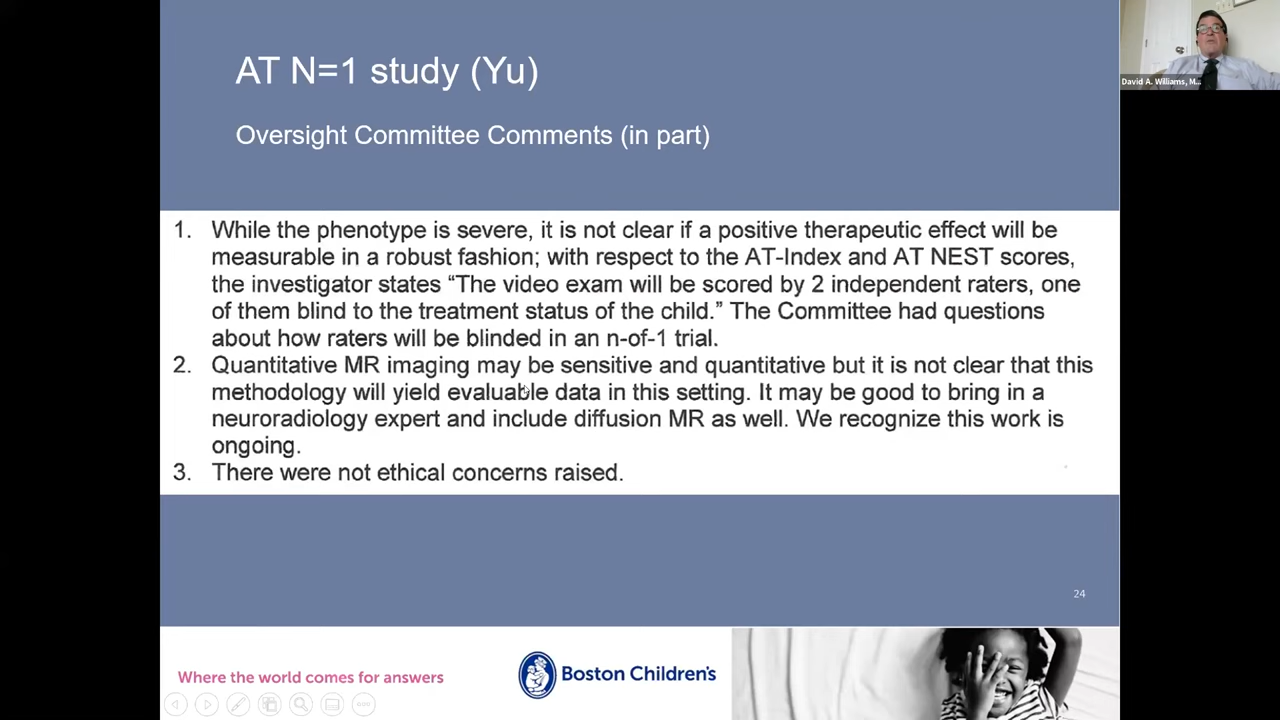 AT N=1 study (Yu)
David A. Williams, M...
Oversight Committee Comments (in part)
1. While the phenotype is severe, it is not clear if a positive therapeutic effect will be
measurable in a robust fashion; with respect to the AT-Index and AT NEST scores,
the investigator states “The video exam will be scored by 2 independent raters, one
of them blind to the treatment status of the child.” The Committee had questions
about how raters will be blinded in an n-of-1 trial.
2. Quantitative MR imaging may be sensitive and quantitative but it is not clear that this
methodology will yield evaluable data in this setting. It may be good to bring in a
neuroradiology expert and include diffusion MR as well. We recognize this work is
ongoing.
3. There were not ethical concerns raised.
24
Where the world comes for answers
Boston Children's